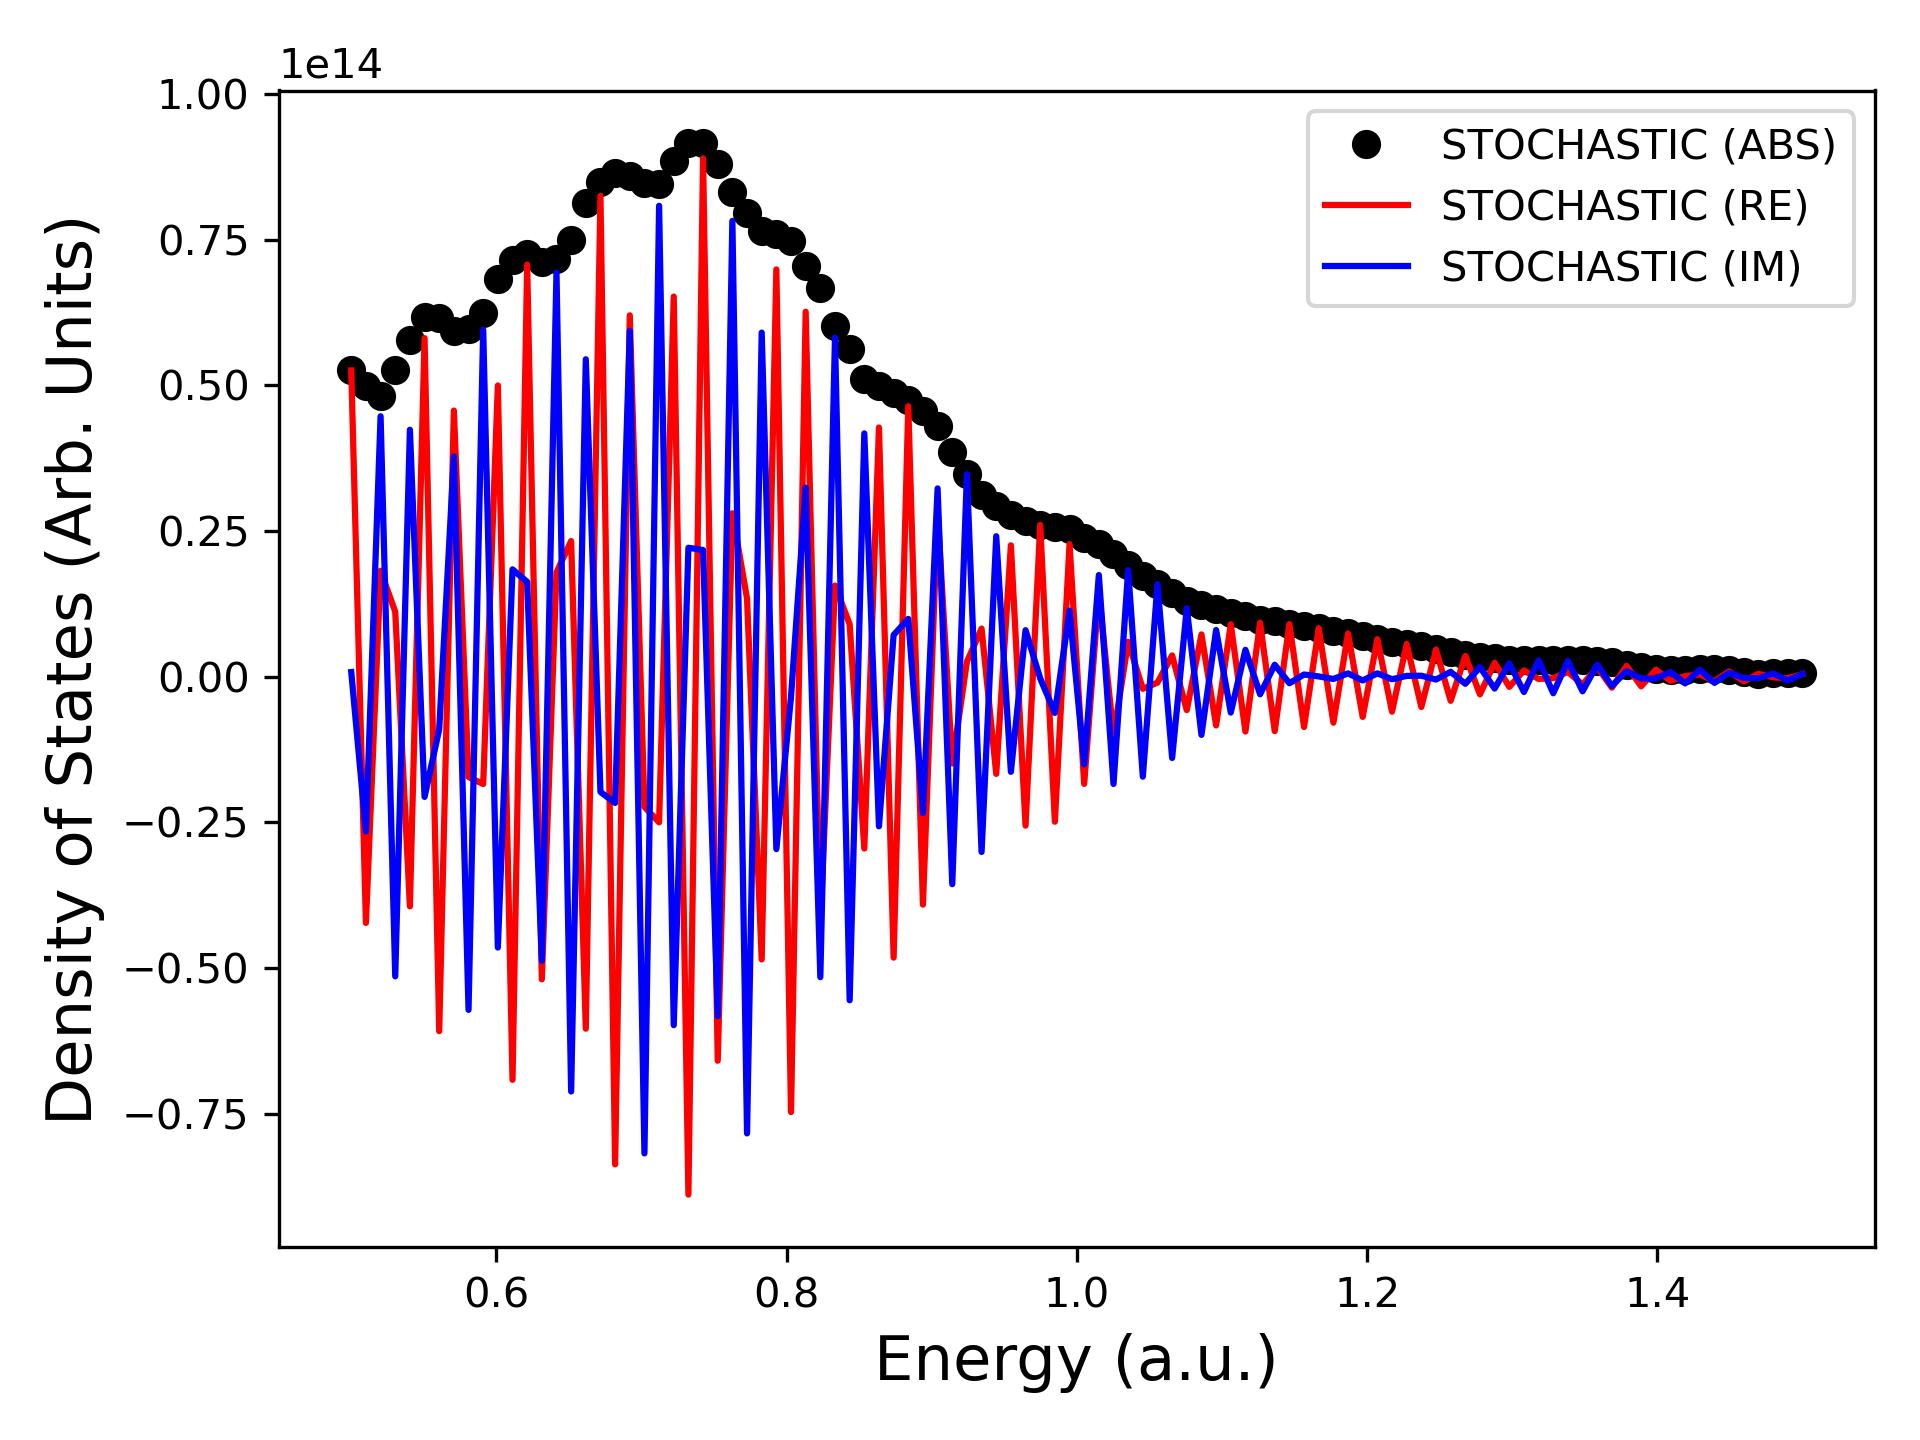 1e14
1.00
0.75
0.50
0.25
0.00
−0.25
−0.50
−0.75
Density of States (Arb. Units)
STOCHASTIC (ABS)
STOCHASTIC (RE)
STOCHASTIC (IM)
0.6 0.8 1.0 1.2 1.4
Energy (a.u.)